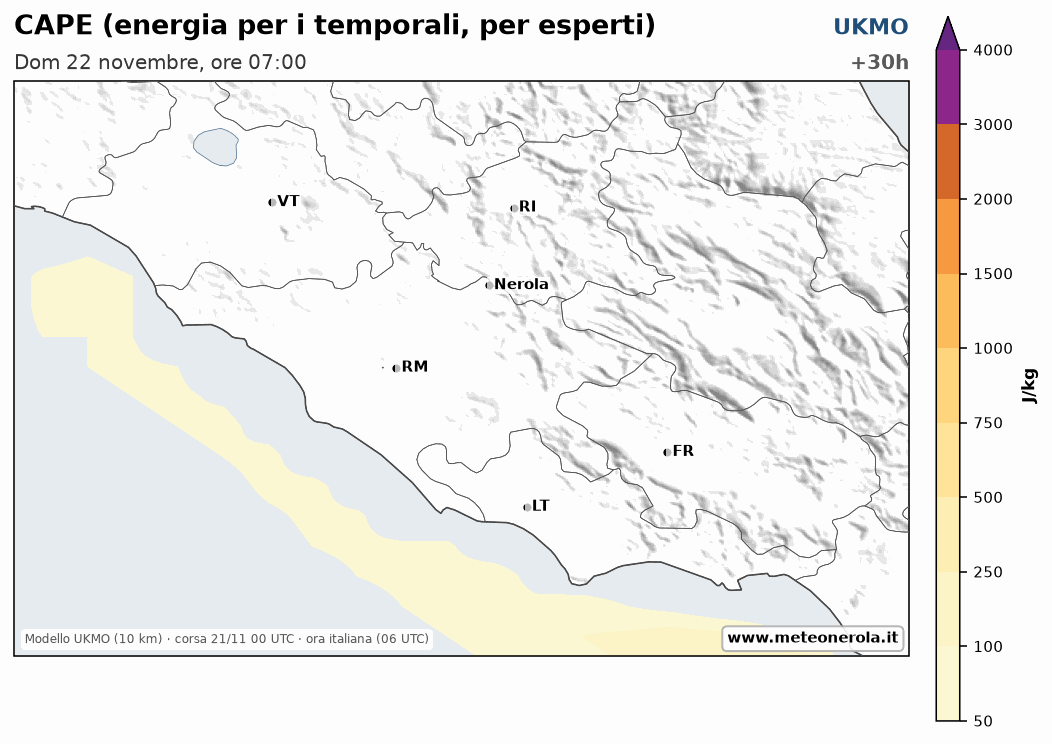 CAPE (energia per i temporali, per esperti)
UKMO
Dom 22 novembre, ore 07:00
+30h
VT
RI
Nerola
RM
FR
LT
Modello UKMO (10 km) · corsa 21/11 00 UTC · ora italiana (06 UTC)
www.meteonerola.it
4000
3000
2000
1500
1000
750
500
250
100
50
J/kg